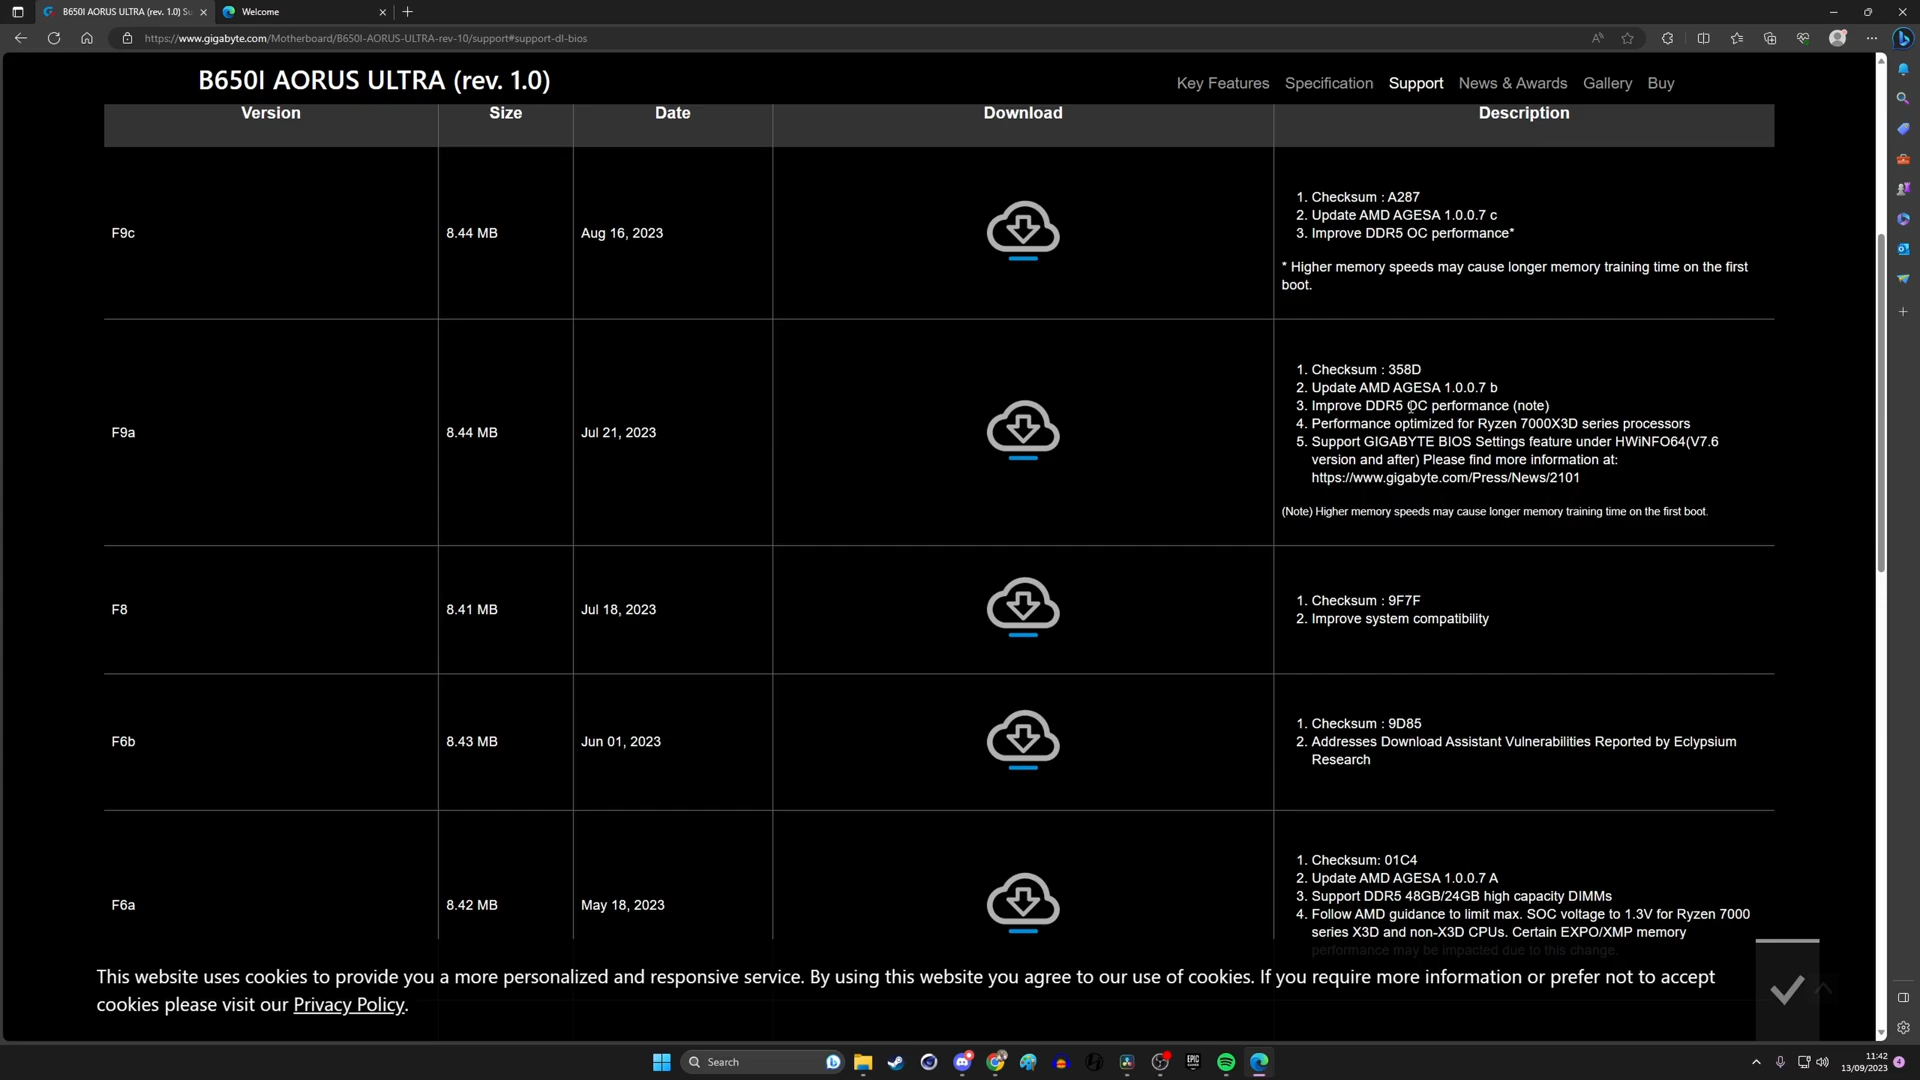 B650I AORUS ULTRA (rev. 1.0) Su
Welcome
https://www.gigabyte.com/Motherboard/B650I-AORUS-ULTRA-rev-10/support#support-dl-bios
B650I AORUS ULTRA (rev. 1.0)
Key Features Specification Support News & Awards Gallery Buy
Version Size Date Download Description
F9c 8.44 MB Aug 16, 2023
1. Checksum : A287
2. Update AMD AGESA 1.0.0.7 c
3. Improve DDR5 OC performance*
* Higher memory speeds may cause longer memory training time on the first
boot.
F9a 8.44 MB Jul 21, 2023
1. Checksum : 358D
2. Update AMD AGESA 1.0.0.7 b
3. Improve DDR5 OC performance (note)
4. Performance optimized for Ryzen 7000X3D series processors
5. Support GIGABYTE BIOS Settings feature under HWiNFO64(V7.6
version and after) Please find more information at:
https://www.gigabyte.com/Press/News/2101
(Note) Higher memory speeds may cause longer memory training time on the first boot.
F8 8.41 MB Jul 18, 2023
1. Checksum : 9F7F
2. Improve system compatibility
F6b 8.43 MB Jun 01, 2023
1. Checksum : 9D85
2. Addresses Download Assistant Vulnerabilities Reported by Eclypsium
Research
F6a 8.42 MB May 18, 2023
1. Checksum: 01C4
2. Update AMD AGESA 1.0.0.7 A
3. Support DDR5 48GB/24GB high capacity DIMMs
4. Follow AMD guidance to limit max. SOC voltage to 1.3V for Ryzen 7000
series X3D and non-X3D CPUs. Certain EXPO/XMP memory
performance may be impacted due to this change.
This website uses cookies to provide you a more personalized and responsive service. By using this website you agree to our use of cookies. If you require more information or prefer not to accept
cookies please visit our Privacy Policy.
Search
EPIC
GAMES
11:42
13/09/2023
4